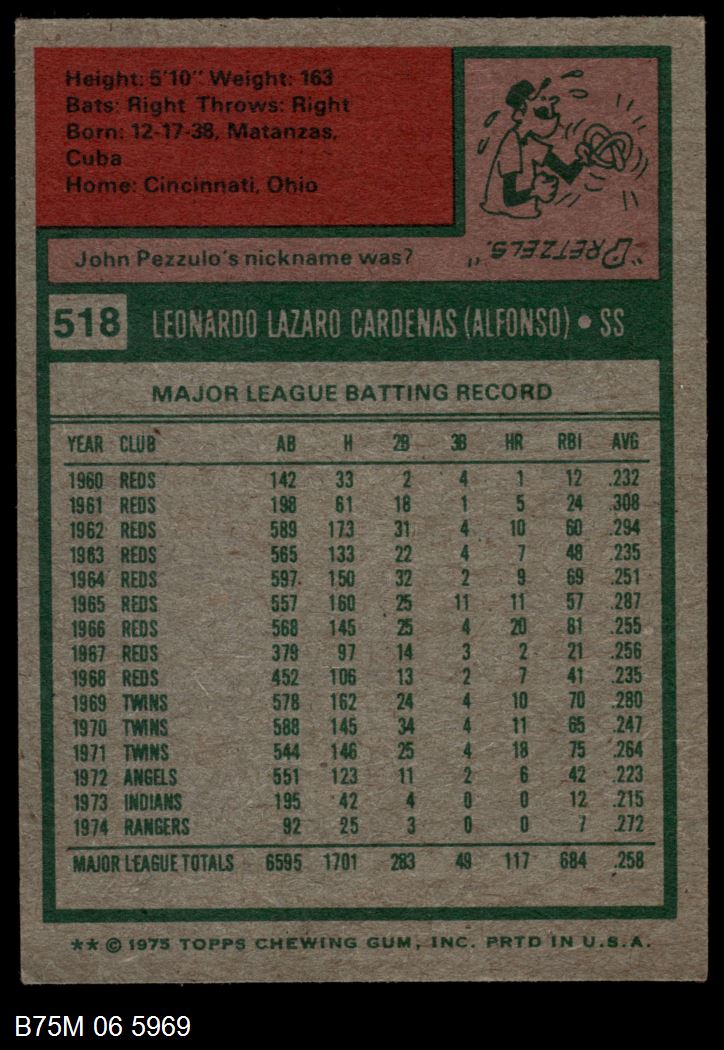 Height: 5'10" Weight: 163
Bats: Right Throws: Right
Born: 12-17-38, Matanzas,
Cuba
Home: Cincinnati, Ohio
John Pezzulo's nickname was?
"PRETZELS."
518 LEONARDO LAZARO CARDENAS (ALFONSO) • SS
MAJOR LEAGUE BATTING RECORD
YEAR CLUB AB H 2B 3B HR RBI AVG
1960 REDS 142 33 2 4 1 12 .232
1961 REDS 198 61 18 1 5 24 .308
1962 REDS 589 173 31 4 10 60 .294
1963 REDS 565 133 22 4 7 48 .235
1964 REDS 597 150 32 2 9 69 .251
1965 REDS 557 160 25 11 11 57 .287
1966 REDS 568 145 25 4 20 81 .255
1967 REDS 379 97 14 3 2 21 .256
1968 REDS 452 106 13 2 7 41 .235
1969 TWINS 578 162 24 4 10 70 .280
1970 TWINS 588 145 34 4 11 65 .247
1971 TWINS 544 146 25 4 18 75 .264
1972 ANGELS 551 123 11 2 6 42 .223
1973 INDIANS 195 42 4 0 0 12 .215
1974 RANGERS 92 25 3 0 0 7 .272
MAJOR LEAGUE TOTALS 6595 1701 283 49 117 684 .258
** © 1975 TOPPS CHEWING GUM, INC. PRTD IN U.S.A.
B75M 06 5969